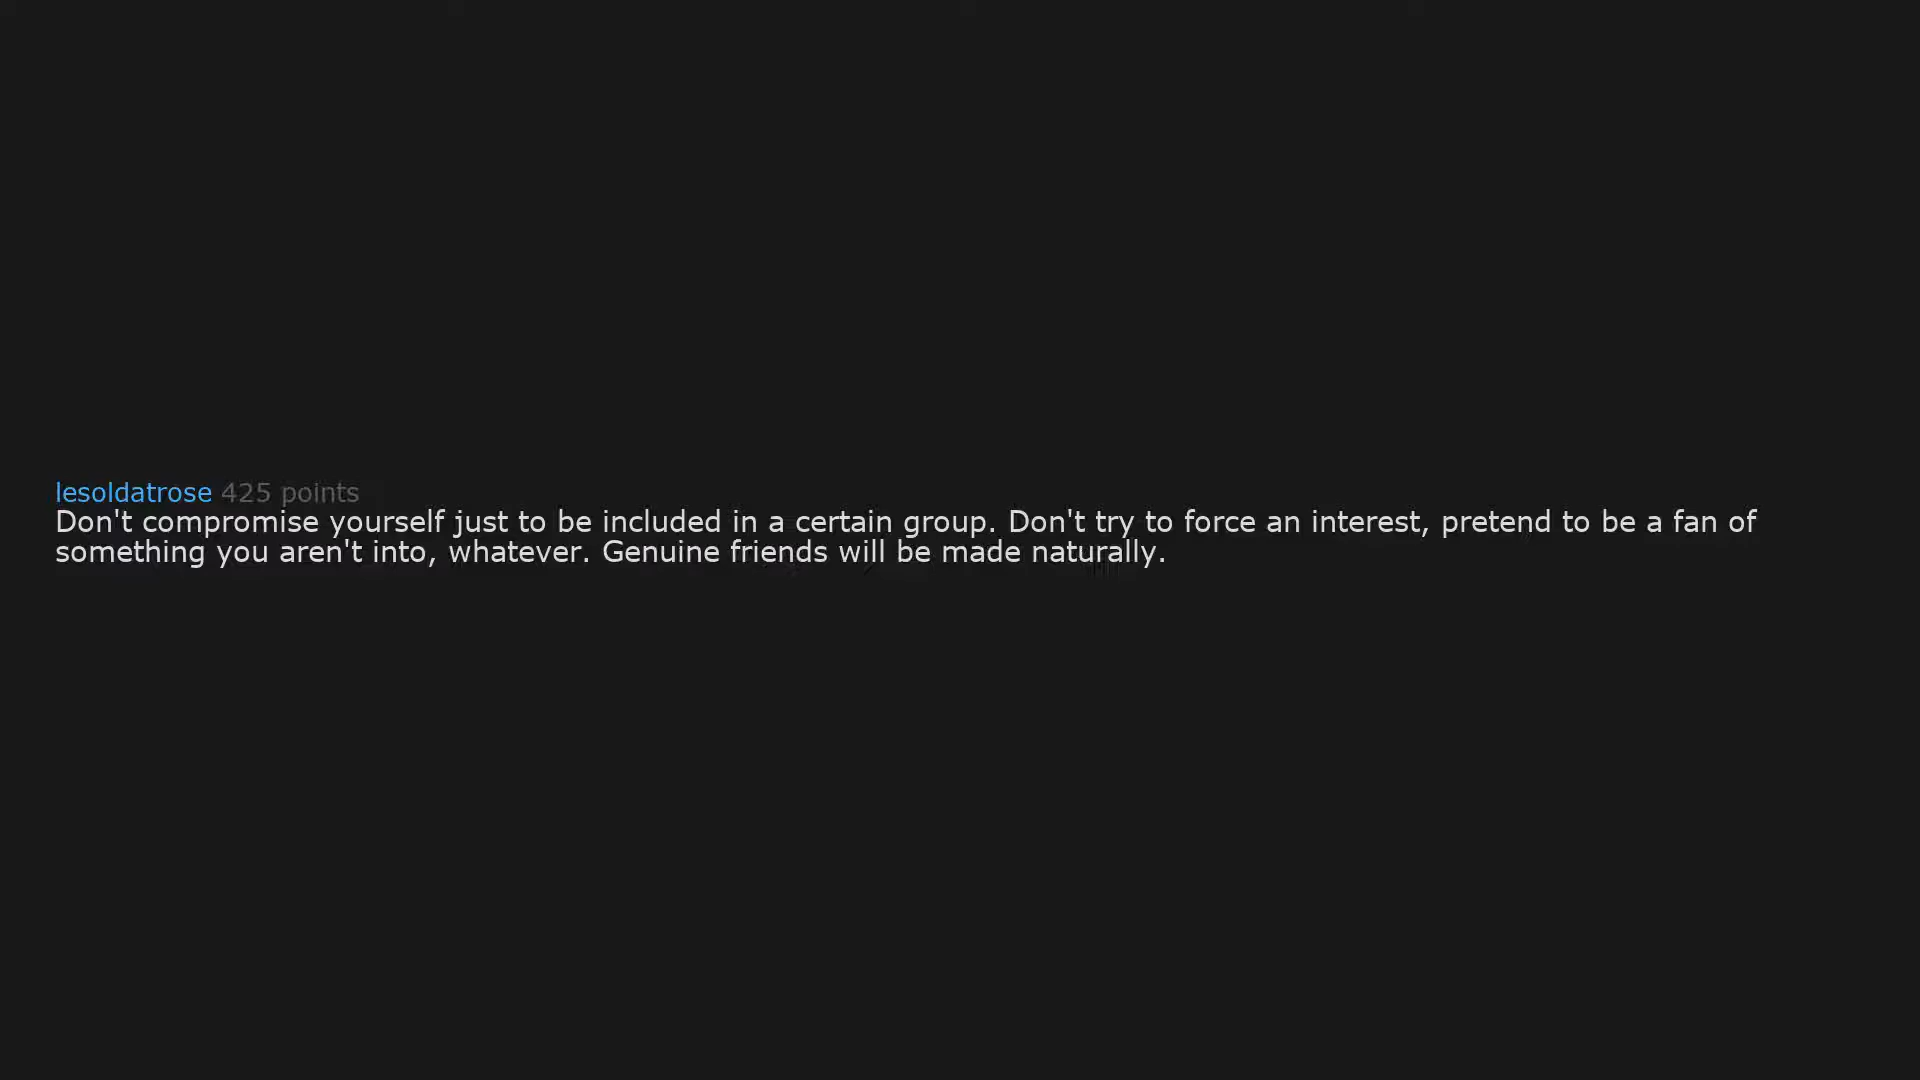 lesoldatrose 425 points
Don't compromise yourself just to be included in a certain group. Don't try to force an interest, pretend to be a fan of
something you aren't into, whatever. Genuine friends will be made naturally.